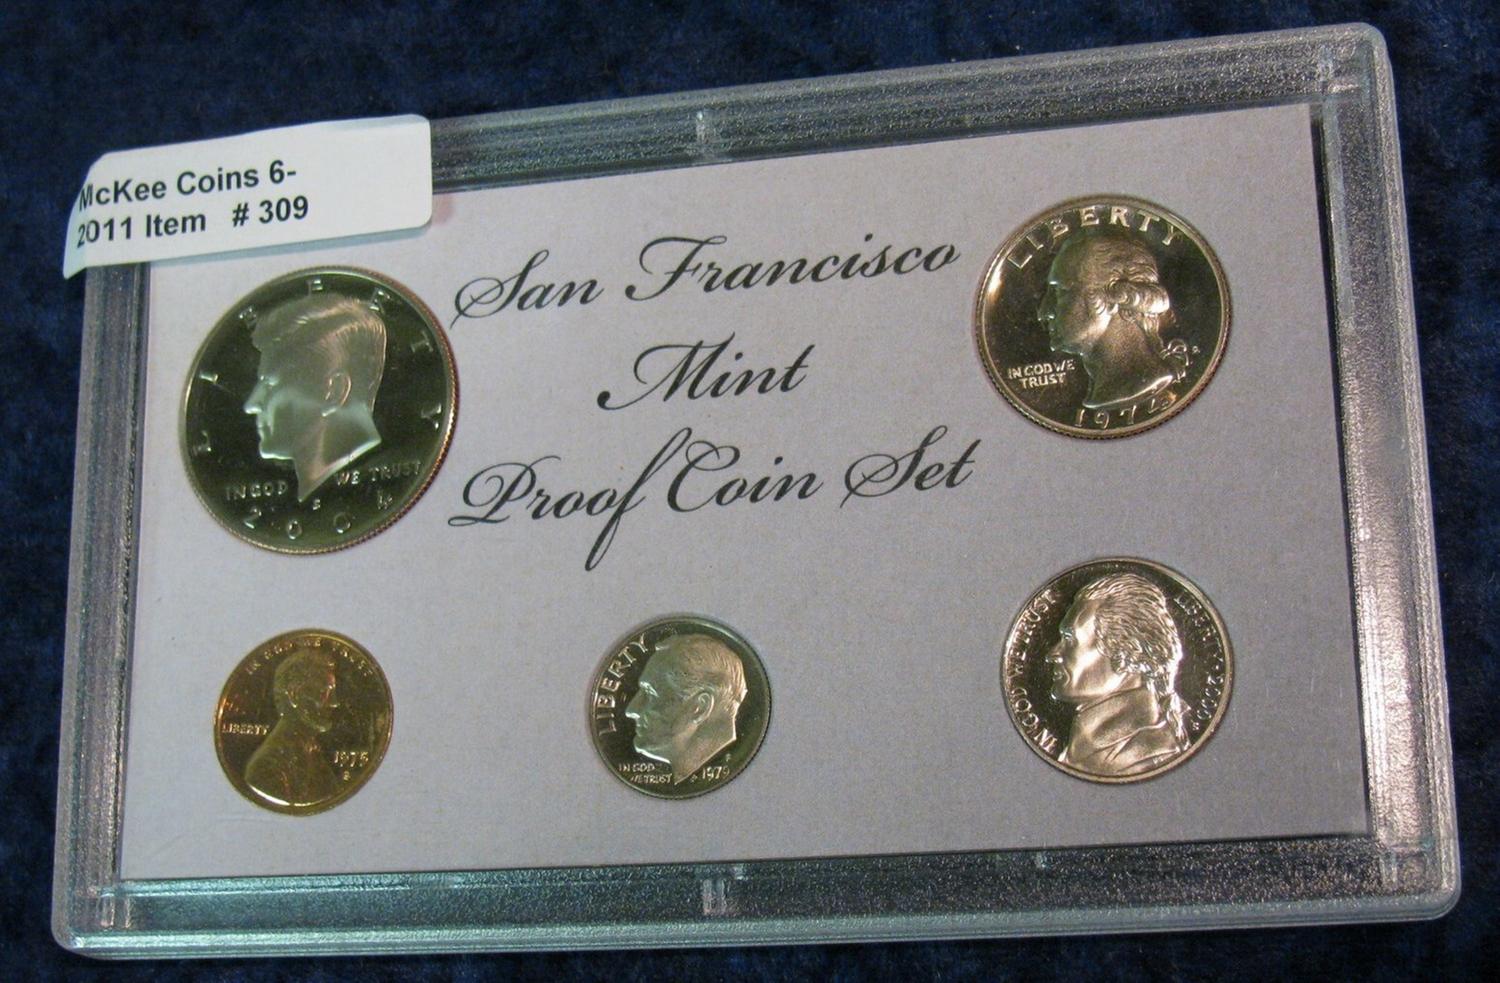 McKee Coins 6-
2011 Item # 309
San Francisco
Mint
Proof Coin Set
LIBERTY
IN GOD WE TRUST
S
2004
LIBERTY
IN GOD WE
TRUST
S
1974
IN GOD WE TRUST
LIBERTY
S
LIBERTY
IN GOD
WE TRUST
S
IN GOD WE TRUST
LIBERTY
S